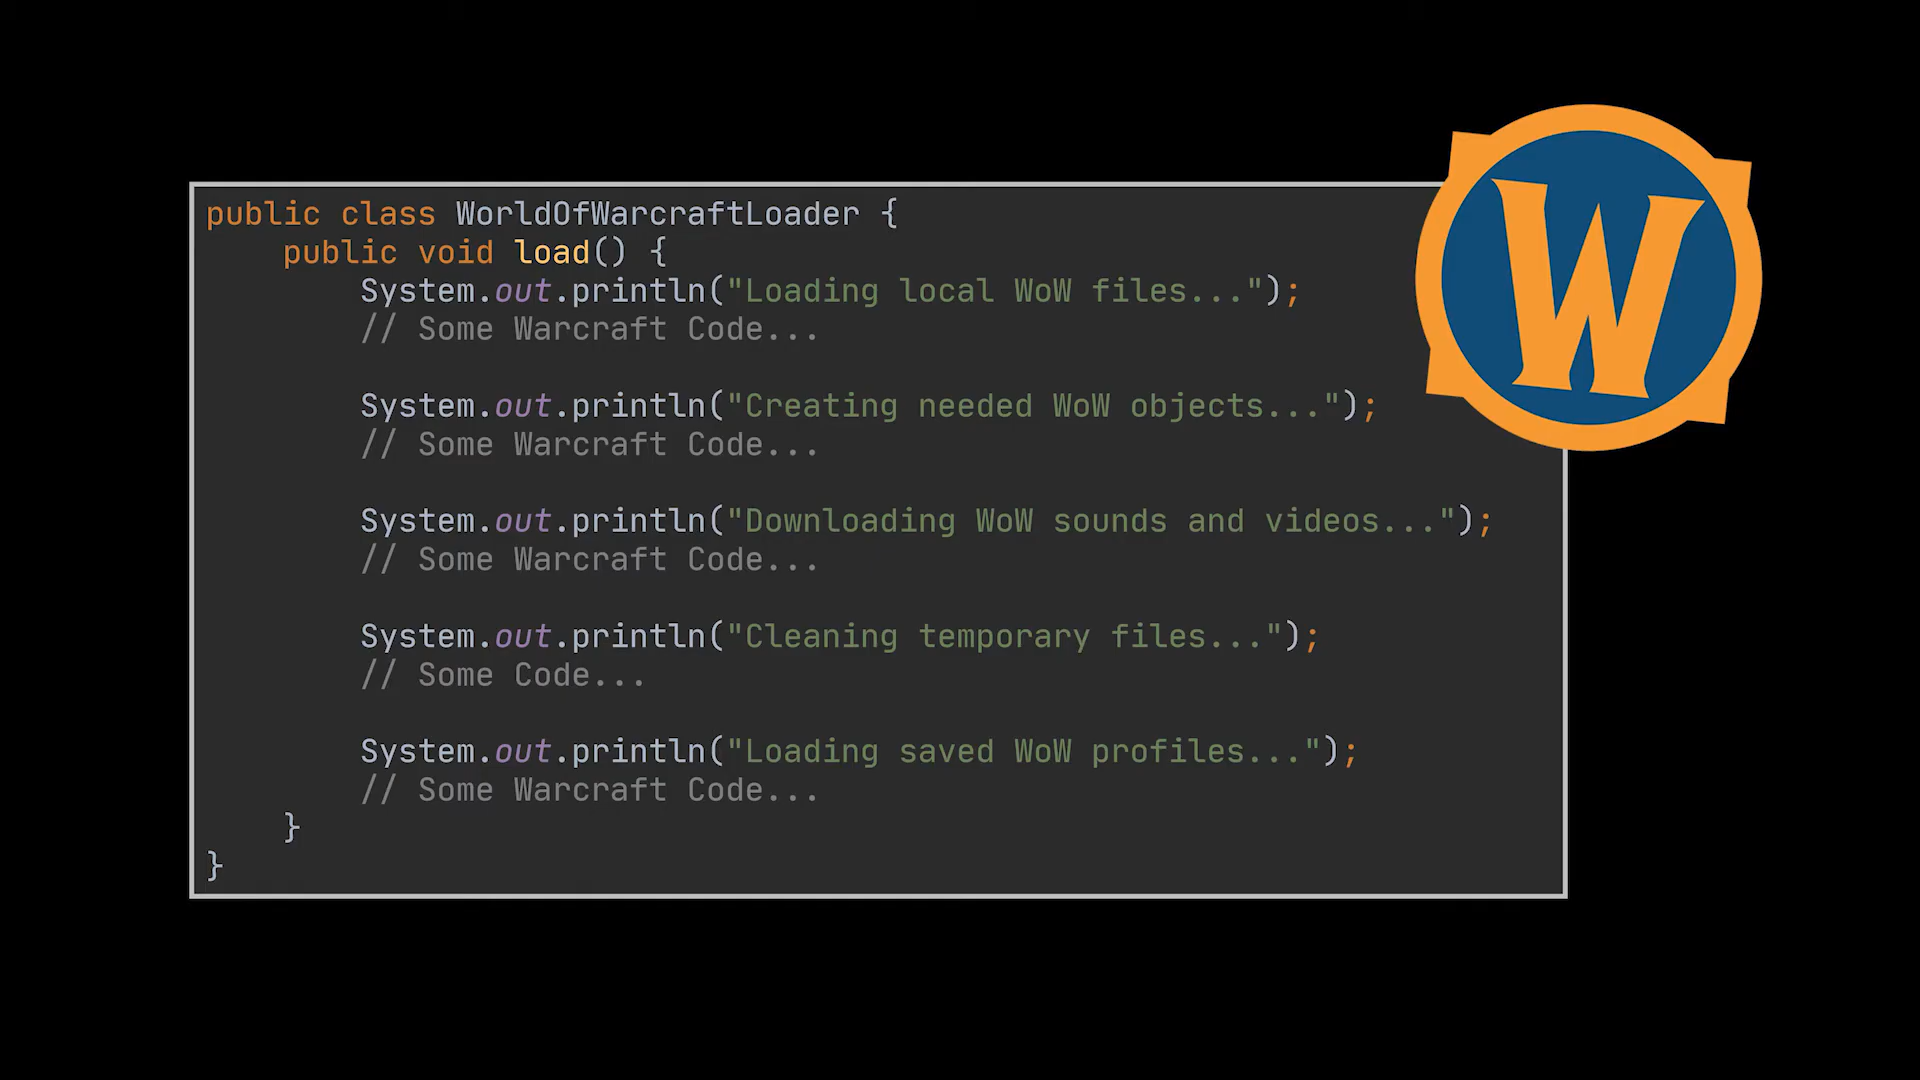 public class WorldOfWarcraftLoader {
    public void load() {
        System.out.println("Loading local WoW files...");
        // Some Warcraft Code...

        System.out.println("Creating needed WoW objects...");
        // Some Warcraft Code...

        System.out.println("Downloading WoW sounds and videos...");
        // Some Warcraft Code...

        System.out.println("Cleaning temporary files...");
        // Some Code...

        System.out.println("Loading saved WoW profiles...");
        // Some Warcraft Code...
    }
}
W